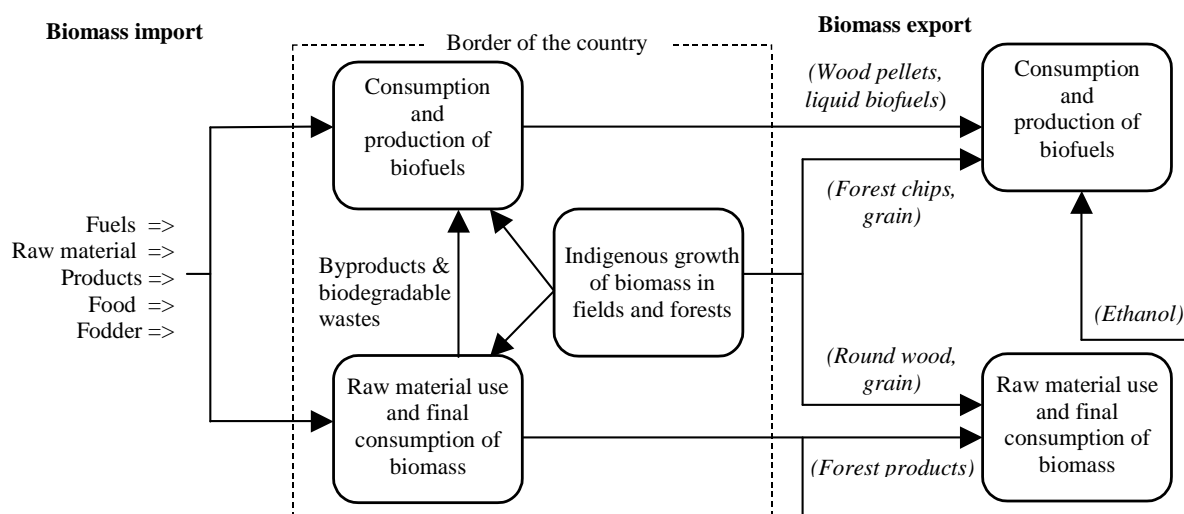 Biomass import
Border of the country
Biomass export
Consumption
and
production of
biofuels
(Wood pellets,
liquid biofuels)
Consumption
and
production of
biofuels
(Forest chips,
grain)
Fuels =>
Raw material =>
Products =>
Food =>
Fodder =>
Byproducts &
biodegradable
wastes
Indigenous growth
of biomass in
fields and forests
(Ethanol)
(Round wood,
grain)
Raw material use
and final
consumption of
biomass
Raw material use
and final
consumption of
biomass
(Forest products)